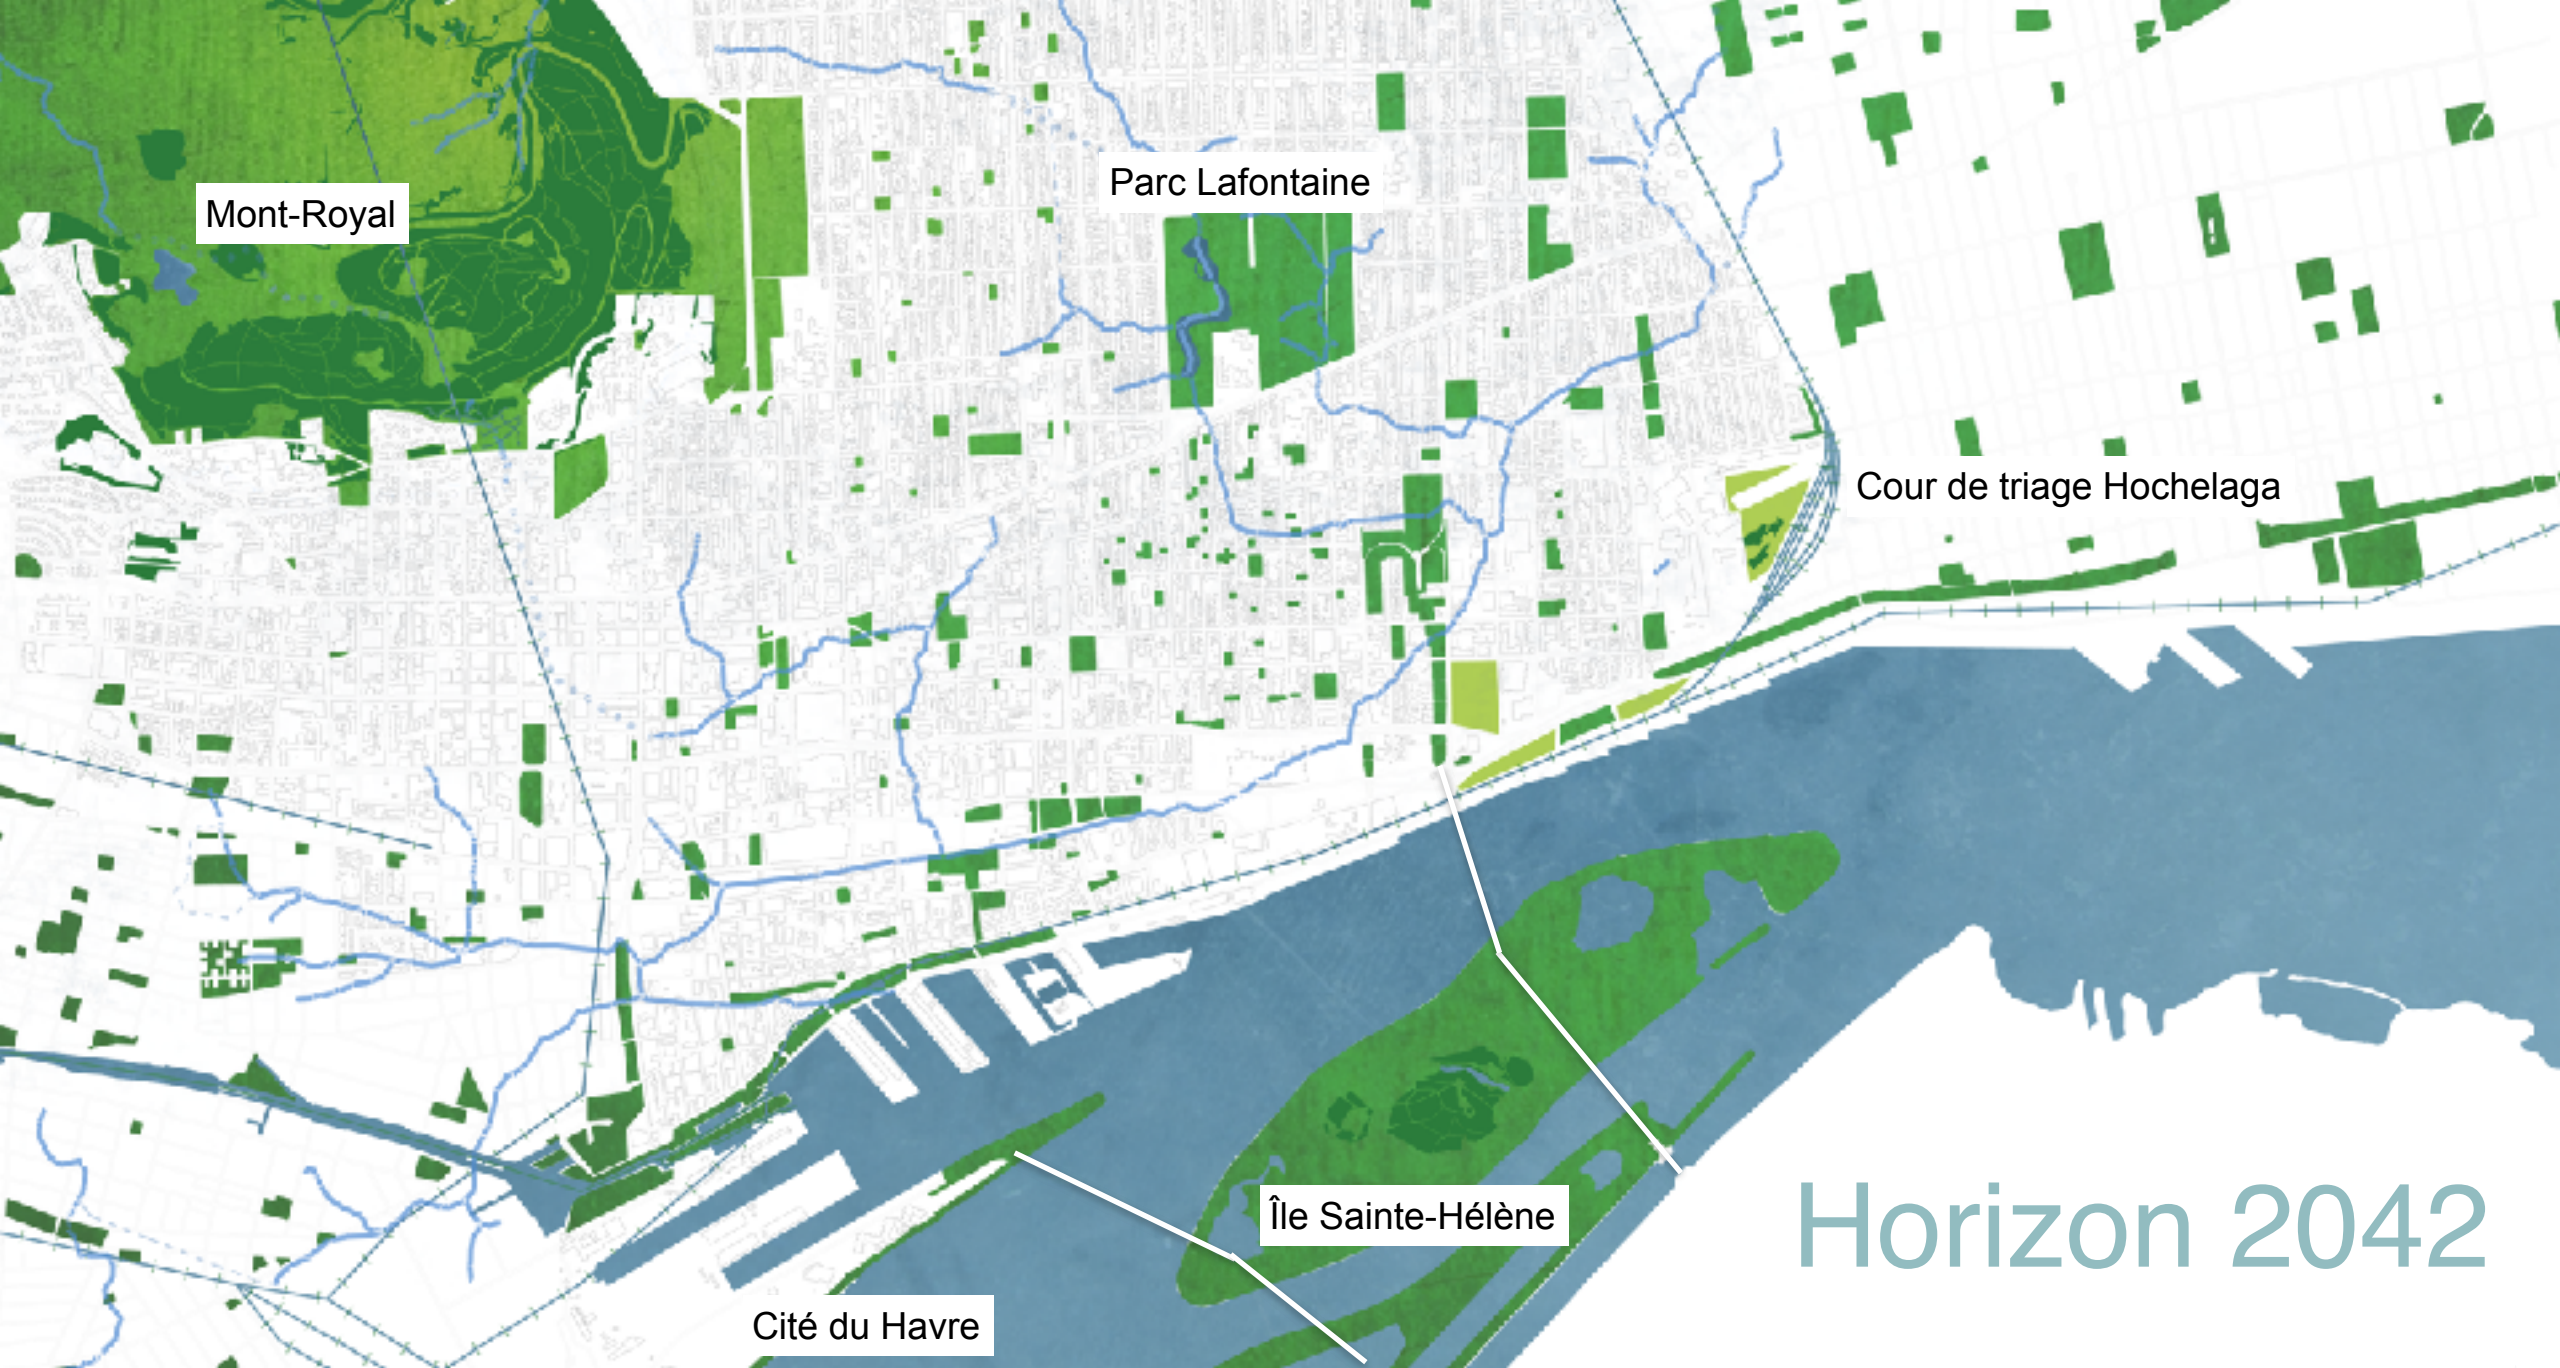 Parc Lafontaine
Mont-Royal
Cour de triage Hochelaga
Île Sainte-Hélène
Horizon 2042
Cité du Havre